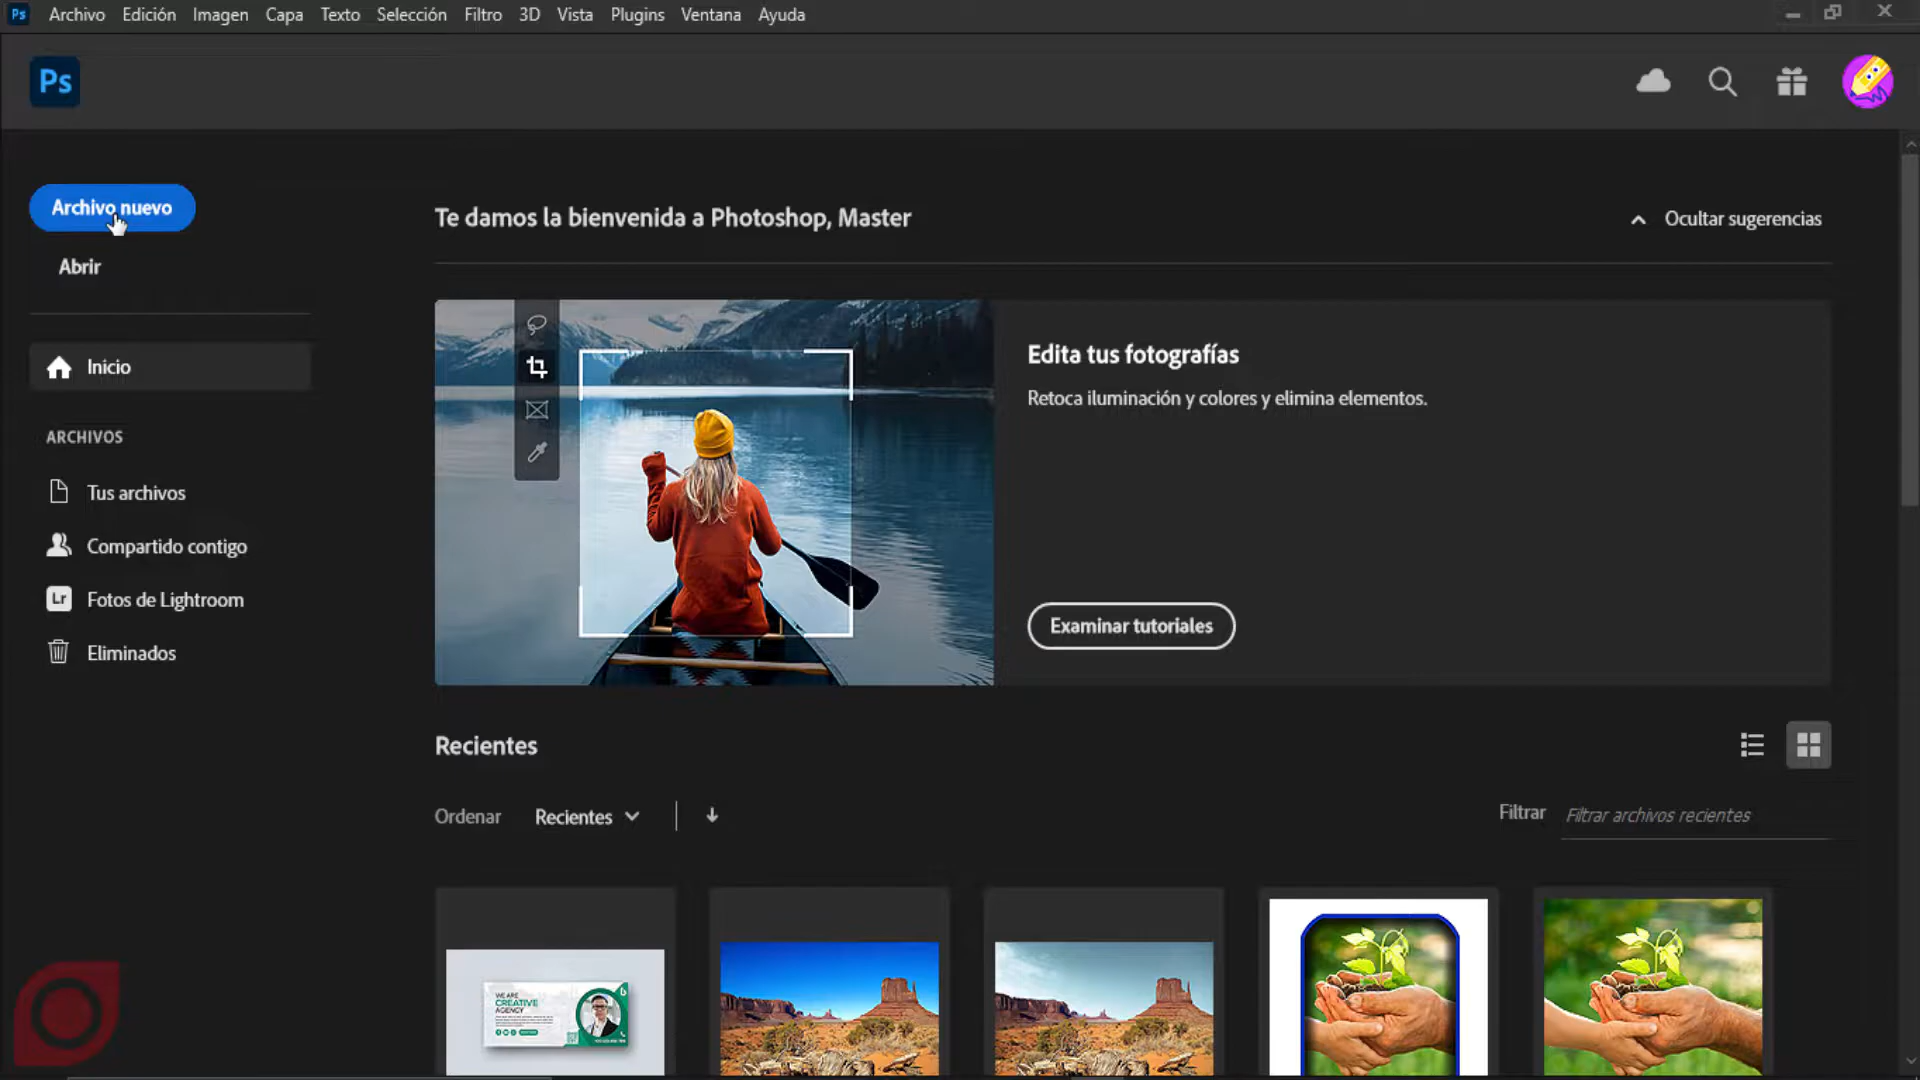 Ps Archivo Edición Imagen Capa Texto Selección Filtro 3D Vista Plugins Ventana Ayuda
Ps
Archivo nuevo
Abrir
Te damos la bienvenida a Photoshop, Master
Ocultar sugerencias
Inicio
ARCHIVOS
Tus archivos
Compartido contigo
Lr Fotos de Lightroom
Eliminados
Edita tus fotografías
Retoca iluminación y colores y elimina elementos.
Examinar tutoriales
Recientes
Ordenar Recientes
Filtrar Filtrar archivos recientes
WE ARE
CREATIVE
AGENCY